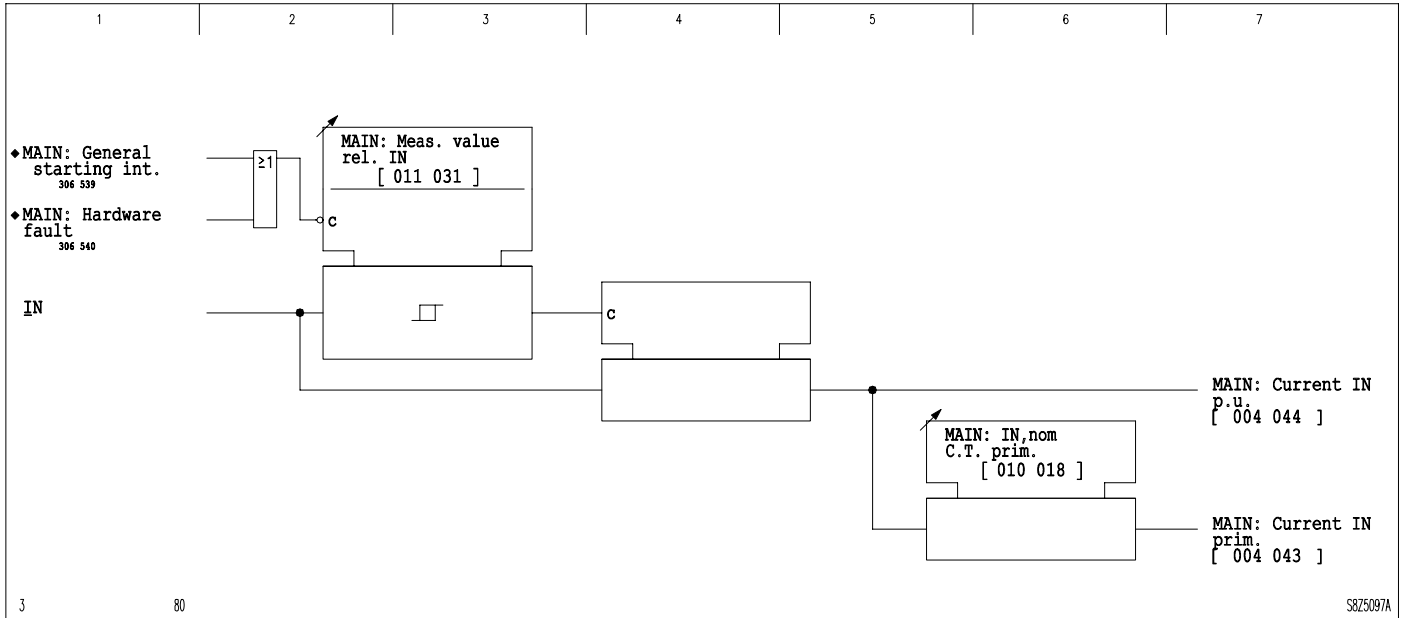 1 2 3 4 5 6 7
◆MAIN: General
starting int.
306 539
◆MAIN: Hardware
fault
306 540
≥1
MAIN: Meas. value
rel. IN
[ 011 031 ]
C
IN
C
MAIN: Current IN
p.u.
[ 004 044 ]
MAIN: IN,nom
C.T. prim.
[ 010 018 ]
MAIN: Current IN
prim.
[ 004 043 ]
3 80 S8Z5097A